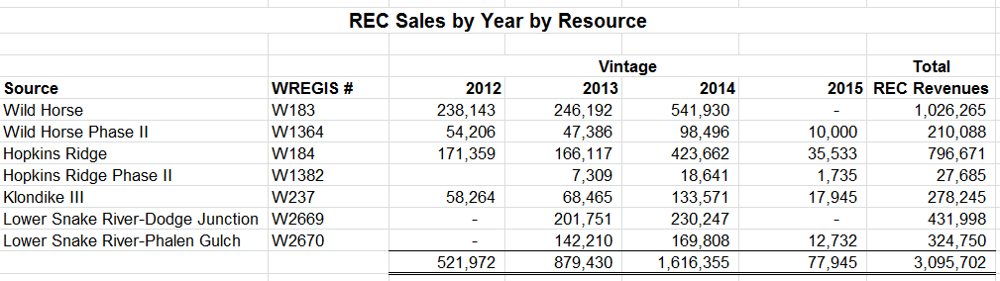 REC Sales by Year by Resource
Vintage Total
Source WREGIS # 2012 2013 2014 2015 REC Revenues
Wild Horse W183 238,143 246,192 541,930 - 1,026,265
Wild Horse Phase II W1364 54,206 47,386 98,496 10,000 210,088
Hopkins Ridge W184 171,359 166,117 423,662 35,533 796,671
Hopkins Ridge Phase II W1382 7,309 18,641 1,735 27,685
Klondike III W237 58,264 68,465 133,571 17,945 278,245
Lower Snake River-Dodge Junction W2669 - 201,751 230,247 - 431,998
Lower Snake River-Phalen Gulch W2670 - 142,210 169,808 12,732 324,750
521,972 879,430 1,616,355 77,945 3,095,702